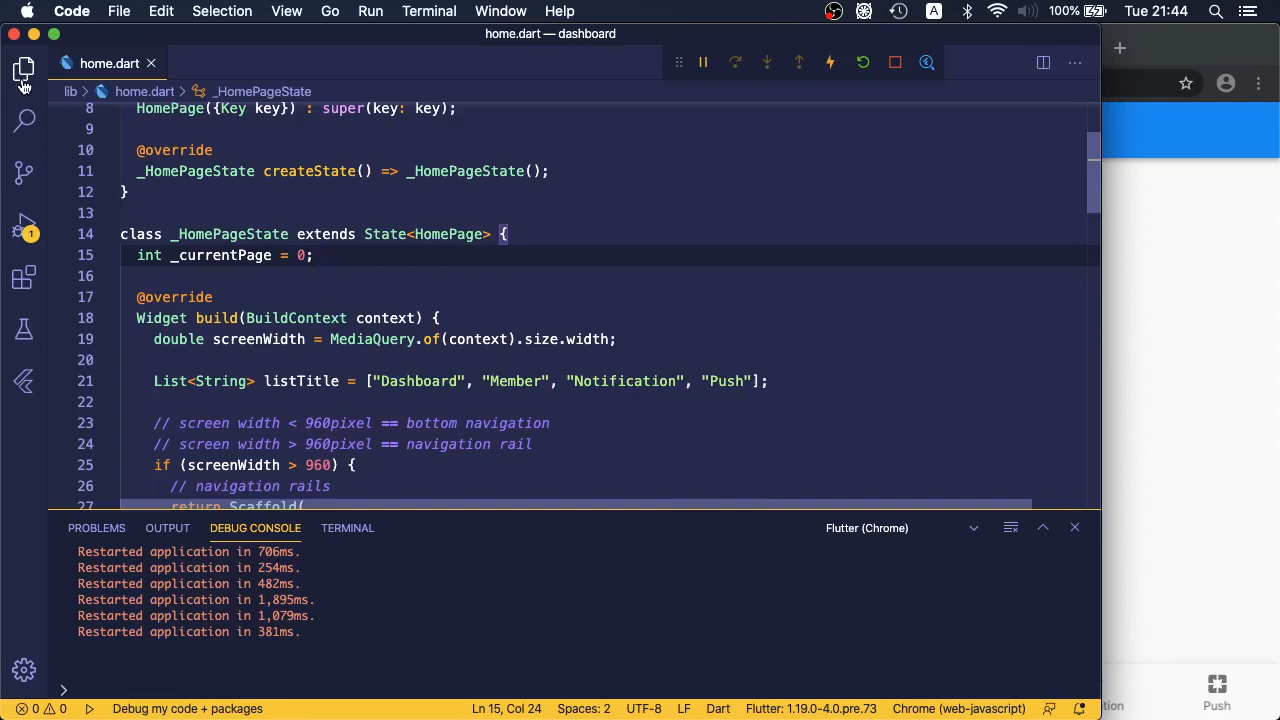 Code File Edit Selection View Go Run Terminal Window Help A 100% Tue 21:44
home.dart — dashboard
home.dart
lib home.dart _HomePageState
8 HomePage({Key key}) : super(key: key);
9
10 @override
11 _HomePageState createState() => _HomePageState();
12 }
13
14 class _HomePageState extends State<HomePage> {
15 int _currentPage = 0;
16
17 @override
18 Widget build(BuildContext context) {
19 double screenWidth = MediaQuery.of(context).size.width;
20
21 List<String> listTitle = ["Dashboard", "Member", "Notification", "Push"];
22
23 // screen width < 960pixel == bottom navigation
24 // screen width > 960pixel == navigation rail
25 if (screenWidth > 960) {
26 // navigation rails
27 return Scaffold(
1
PROBLEMS OUTPUT DEBUG CONSOLE TERMINAL Flutter (Chrome)
Restarted application in 706ms.
Restarted application in 254ms.
Restarted application in 482ms.
Restarted application in 1,895ms.
Restarted application in 1,079ms.
Restarted application in 381ms.
>
0 0 Debug my code + packages Ln 15, Col 24 Spaces: 2 UTF-8 LF Dart Flutter: 1.19.0-4.0.pre.73 Chrome (web-javascript)
tion Push